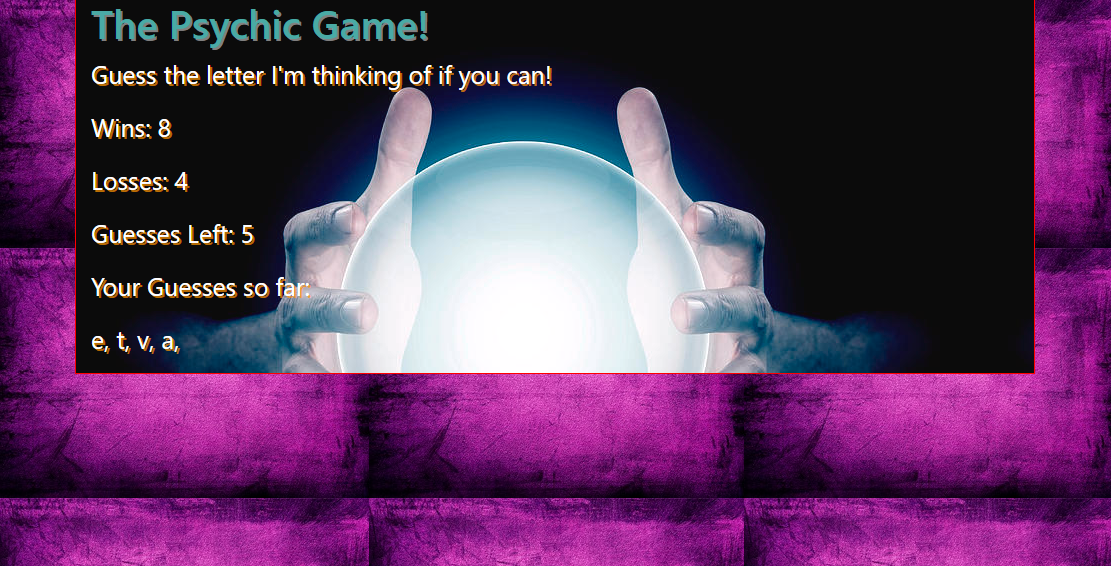 The Psychic Game!
Guess the letter I'm thinking of if you can!
Wins: 8
Losses: 4
Guesses Left: 5
Your Guesses so far:
e, t, v, a,